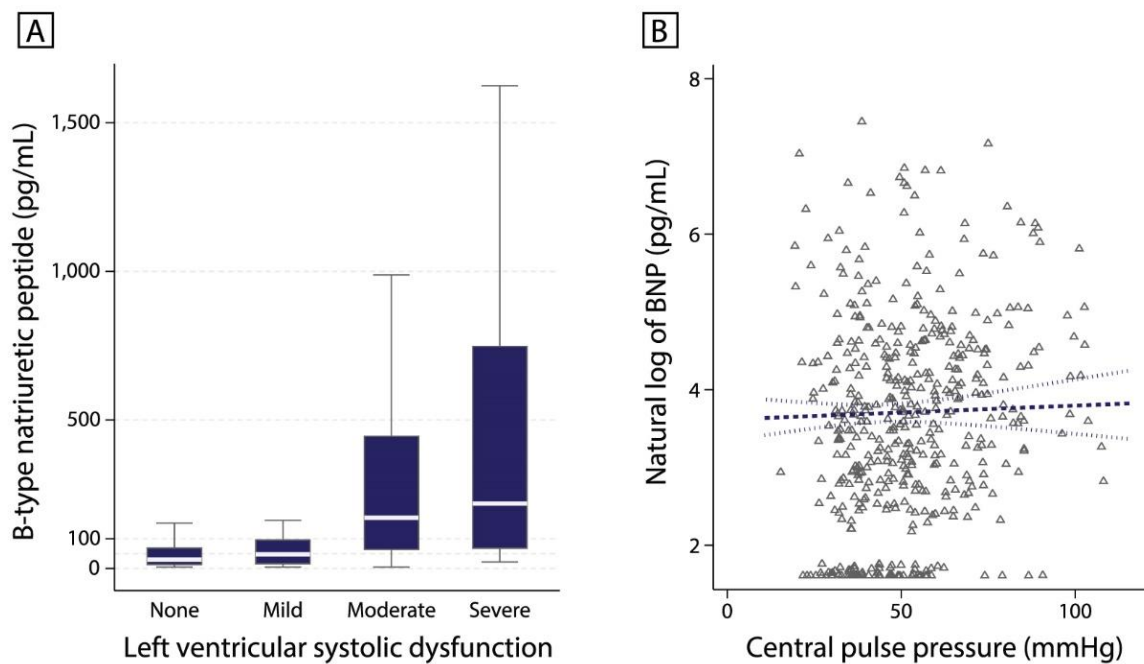 A
B-type natriuretic peptide (pg/mL)
1,500
1,000
500
100
0
None Mild Moderate Severe
Left ventricular systolic dysfunction
B
Natural log of BNP (pg/mL)
8
6
4
2
0 50 100
Central pulse pressure (mmHg)